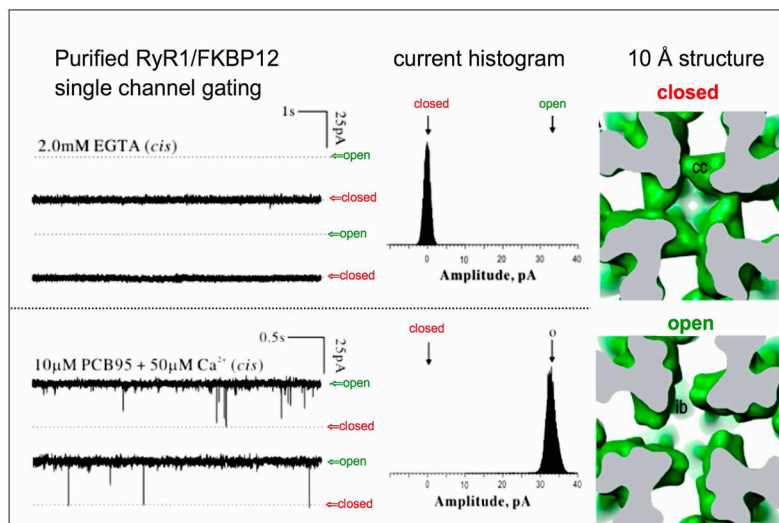 Purified RyR1/FKBP12
single channel gating
current histogram
10 Å structure
closed
1s
25pA
2.0mM EGTA (cis)
⇐open
⇐closed
⇐open
⇐closed
closed
open
0 10 20 30 40
Amplitude, pA
cc
0.5s
25pA
10µM PCB95 + 50µM Ca²⁺ (cis)
⇐open
⇐closed
⇐open
⇐closed
closed
o
0 10 20 30 40
Amplitude, pA
open
ib